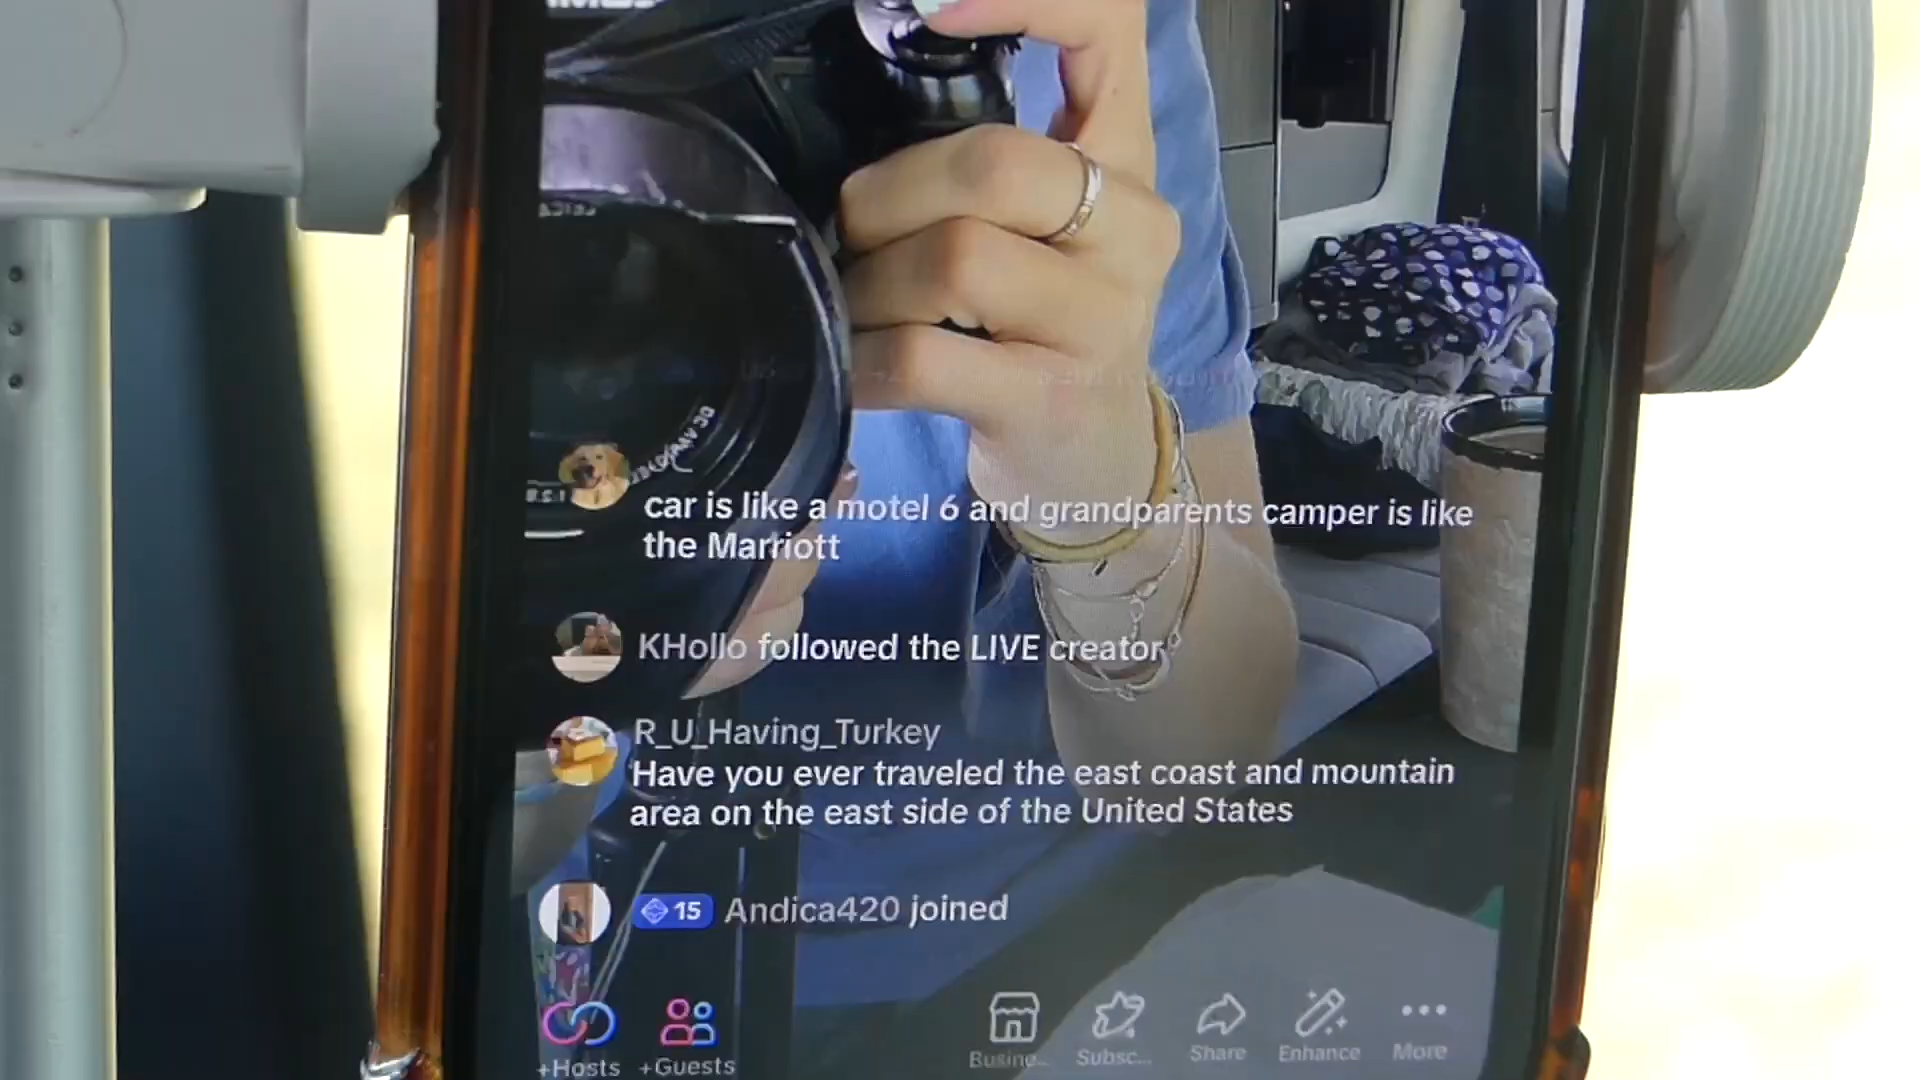 car is like a motel 6 and grandparents camper is like
the Marriott
KHollo followed the LIVE creator
R_U_Having_Turkey
Have you ever traveled the east coast and mountain
area on the east side of the United States
15 Andica420 joined
+Hosts +Guests Busine... Subsc... Share Enhance More